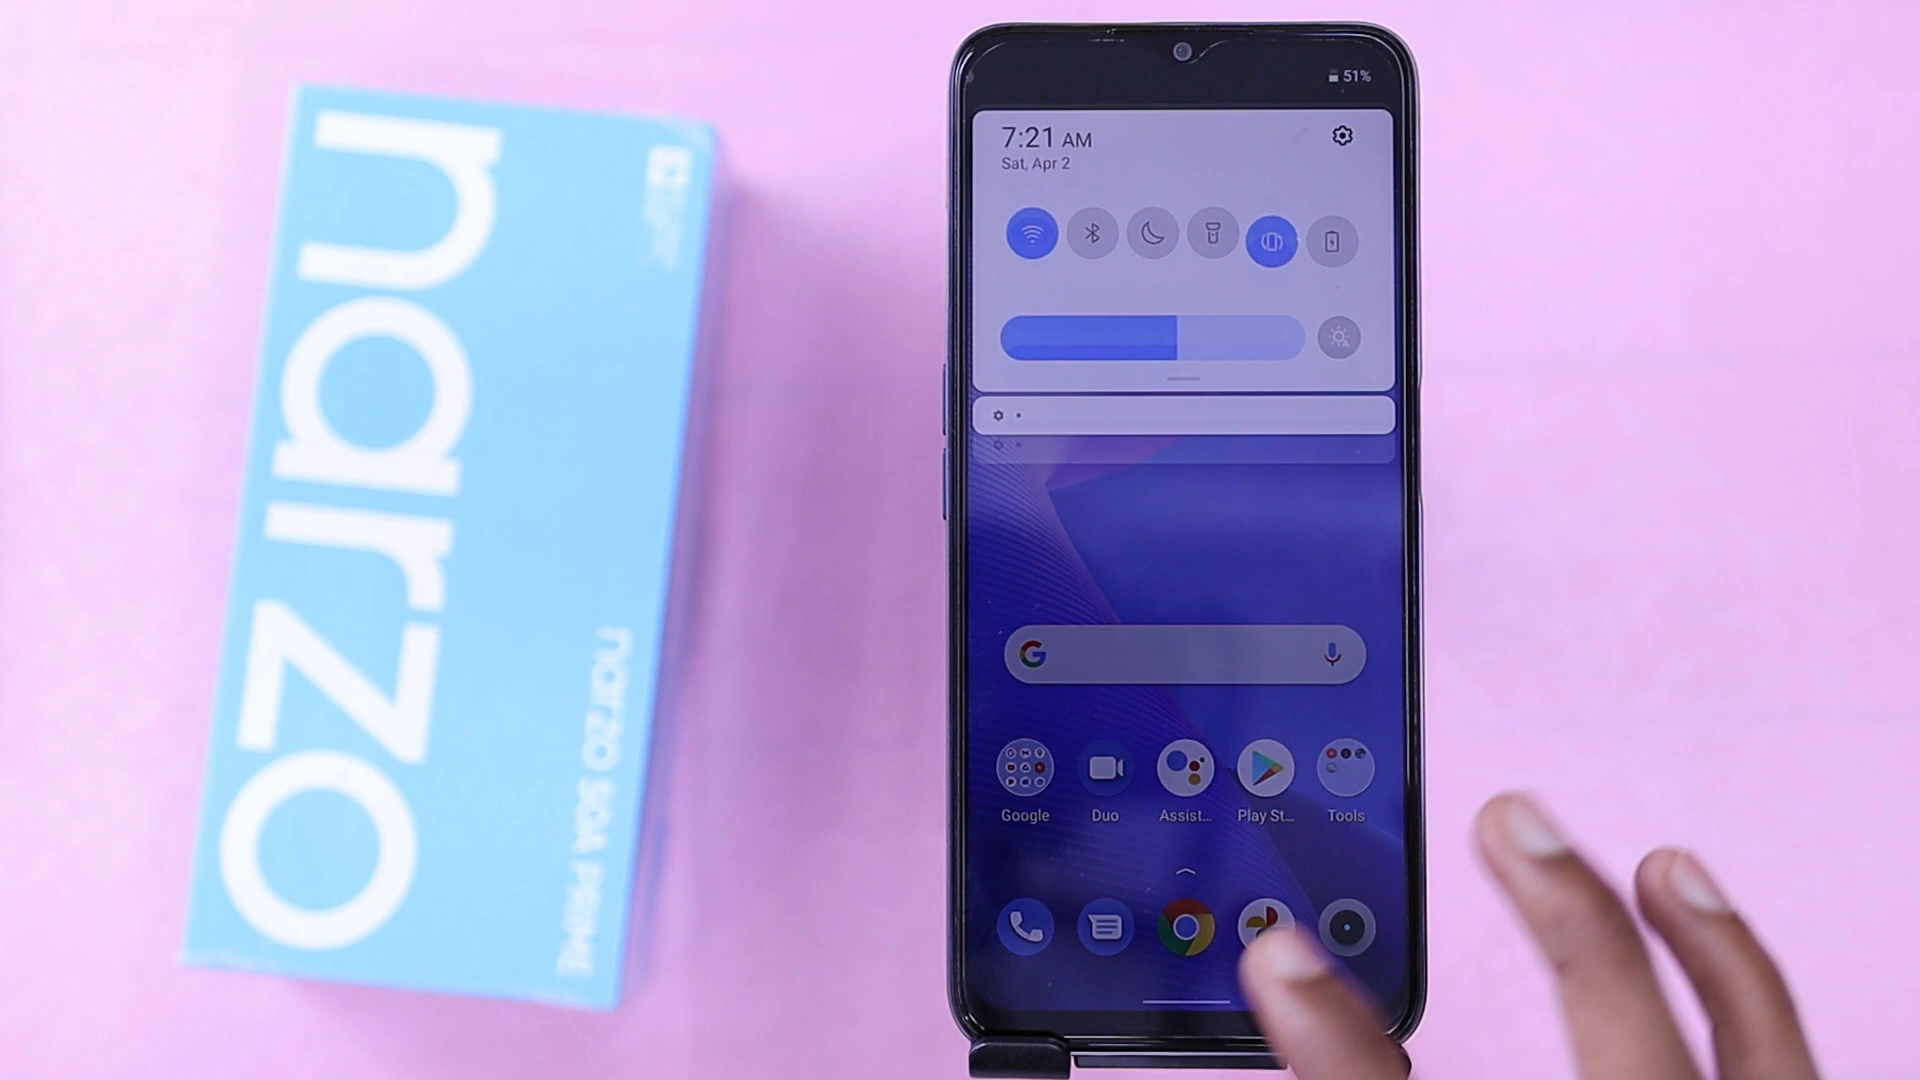 narzo
narzo 50A PRIME
51%
7:21 AM
Sat, Apr 2
Google
Duo
Assist...
Play St...
Tools